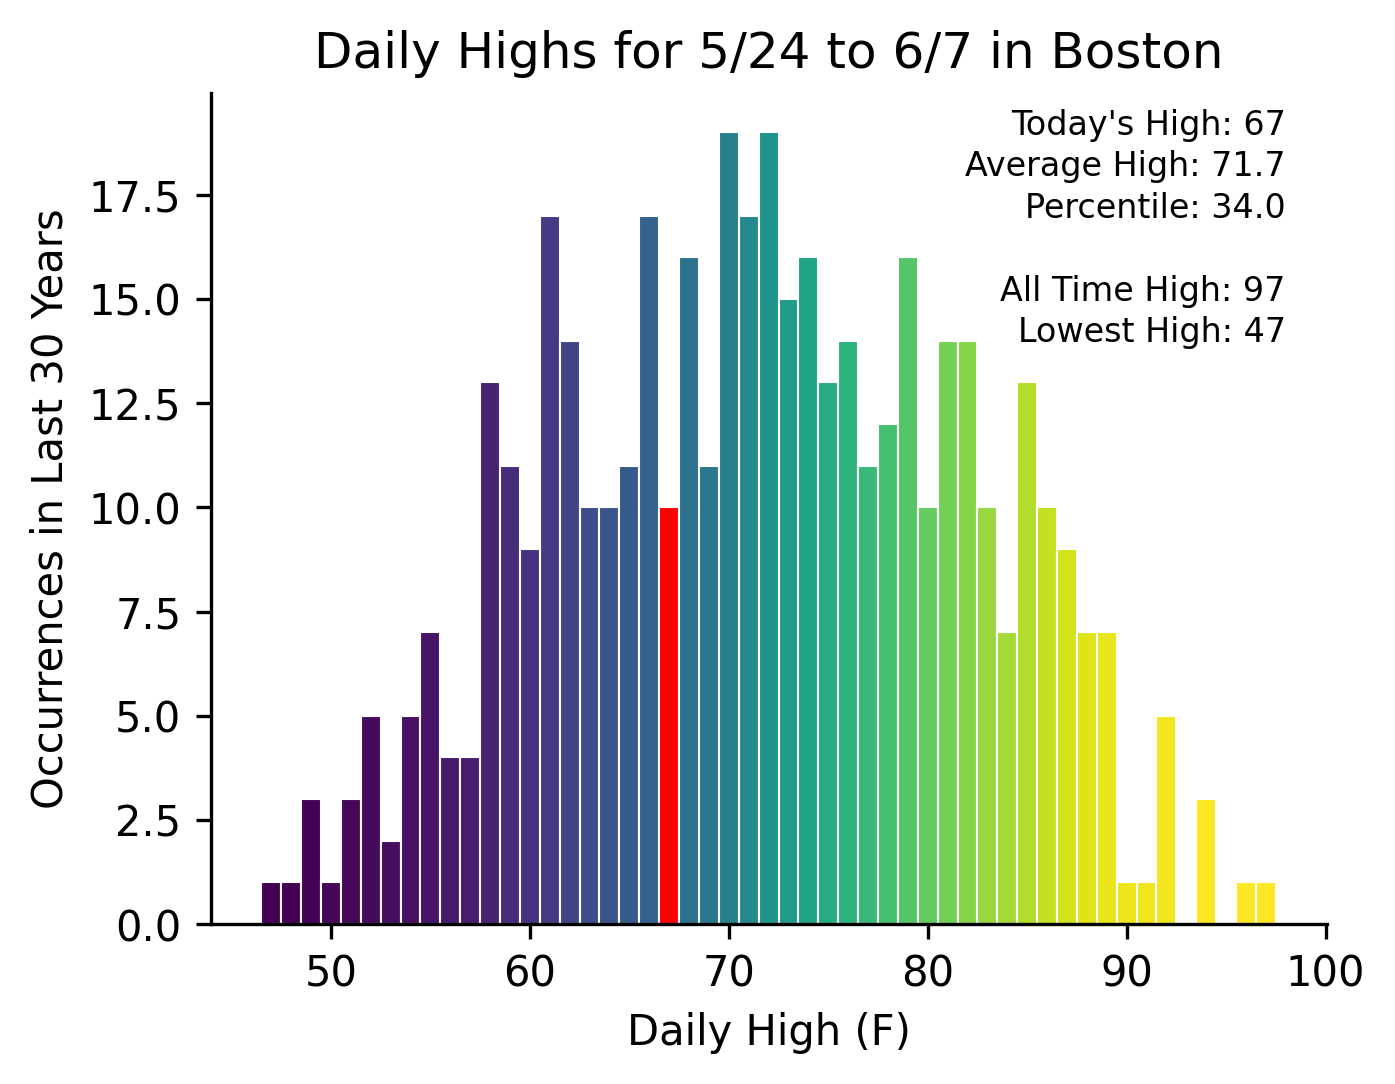 Daily Highs for 5/24 to 6/7 in Boston
Today's High: 67
Average High: 71.7
Percentile: 34.0
All Time High: 97
Lowest High: 47
Occurrences in Last 30 Years
17.5
15.0
12.5
10.0
7.5
5.0
2.5
0.0
50 60 70 80 90 100
Daily High (F)